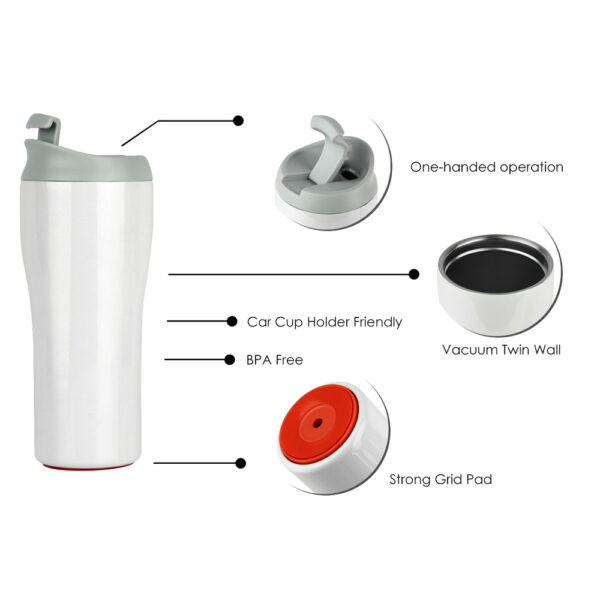 One-handed operation
Car Cup Holder Friendly
Vacuum Twin Wall
BPA Free
Strong Grid Pad